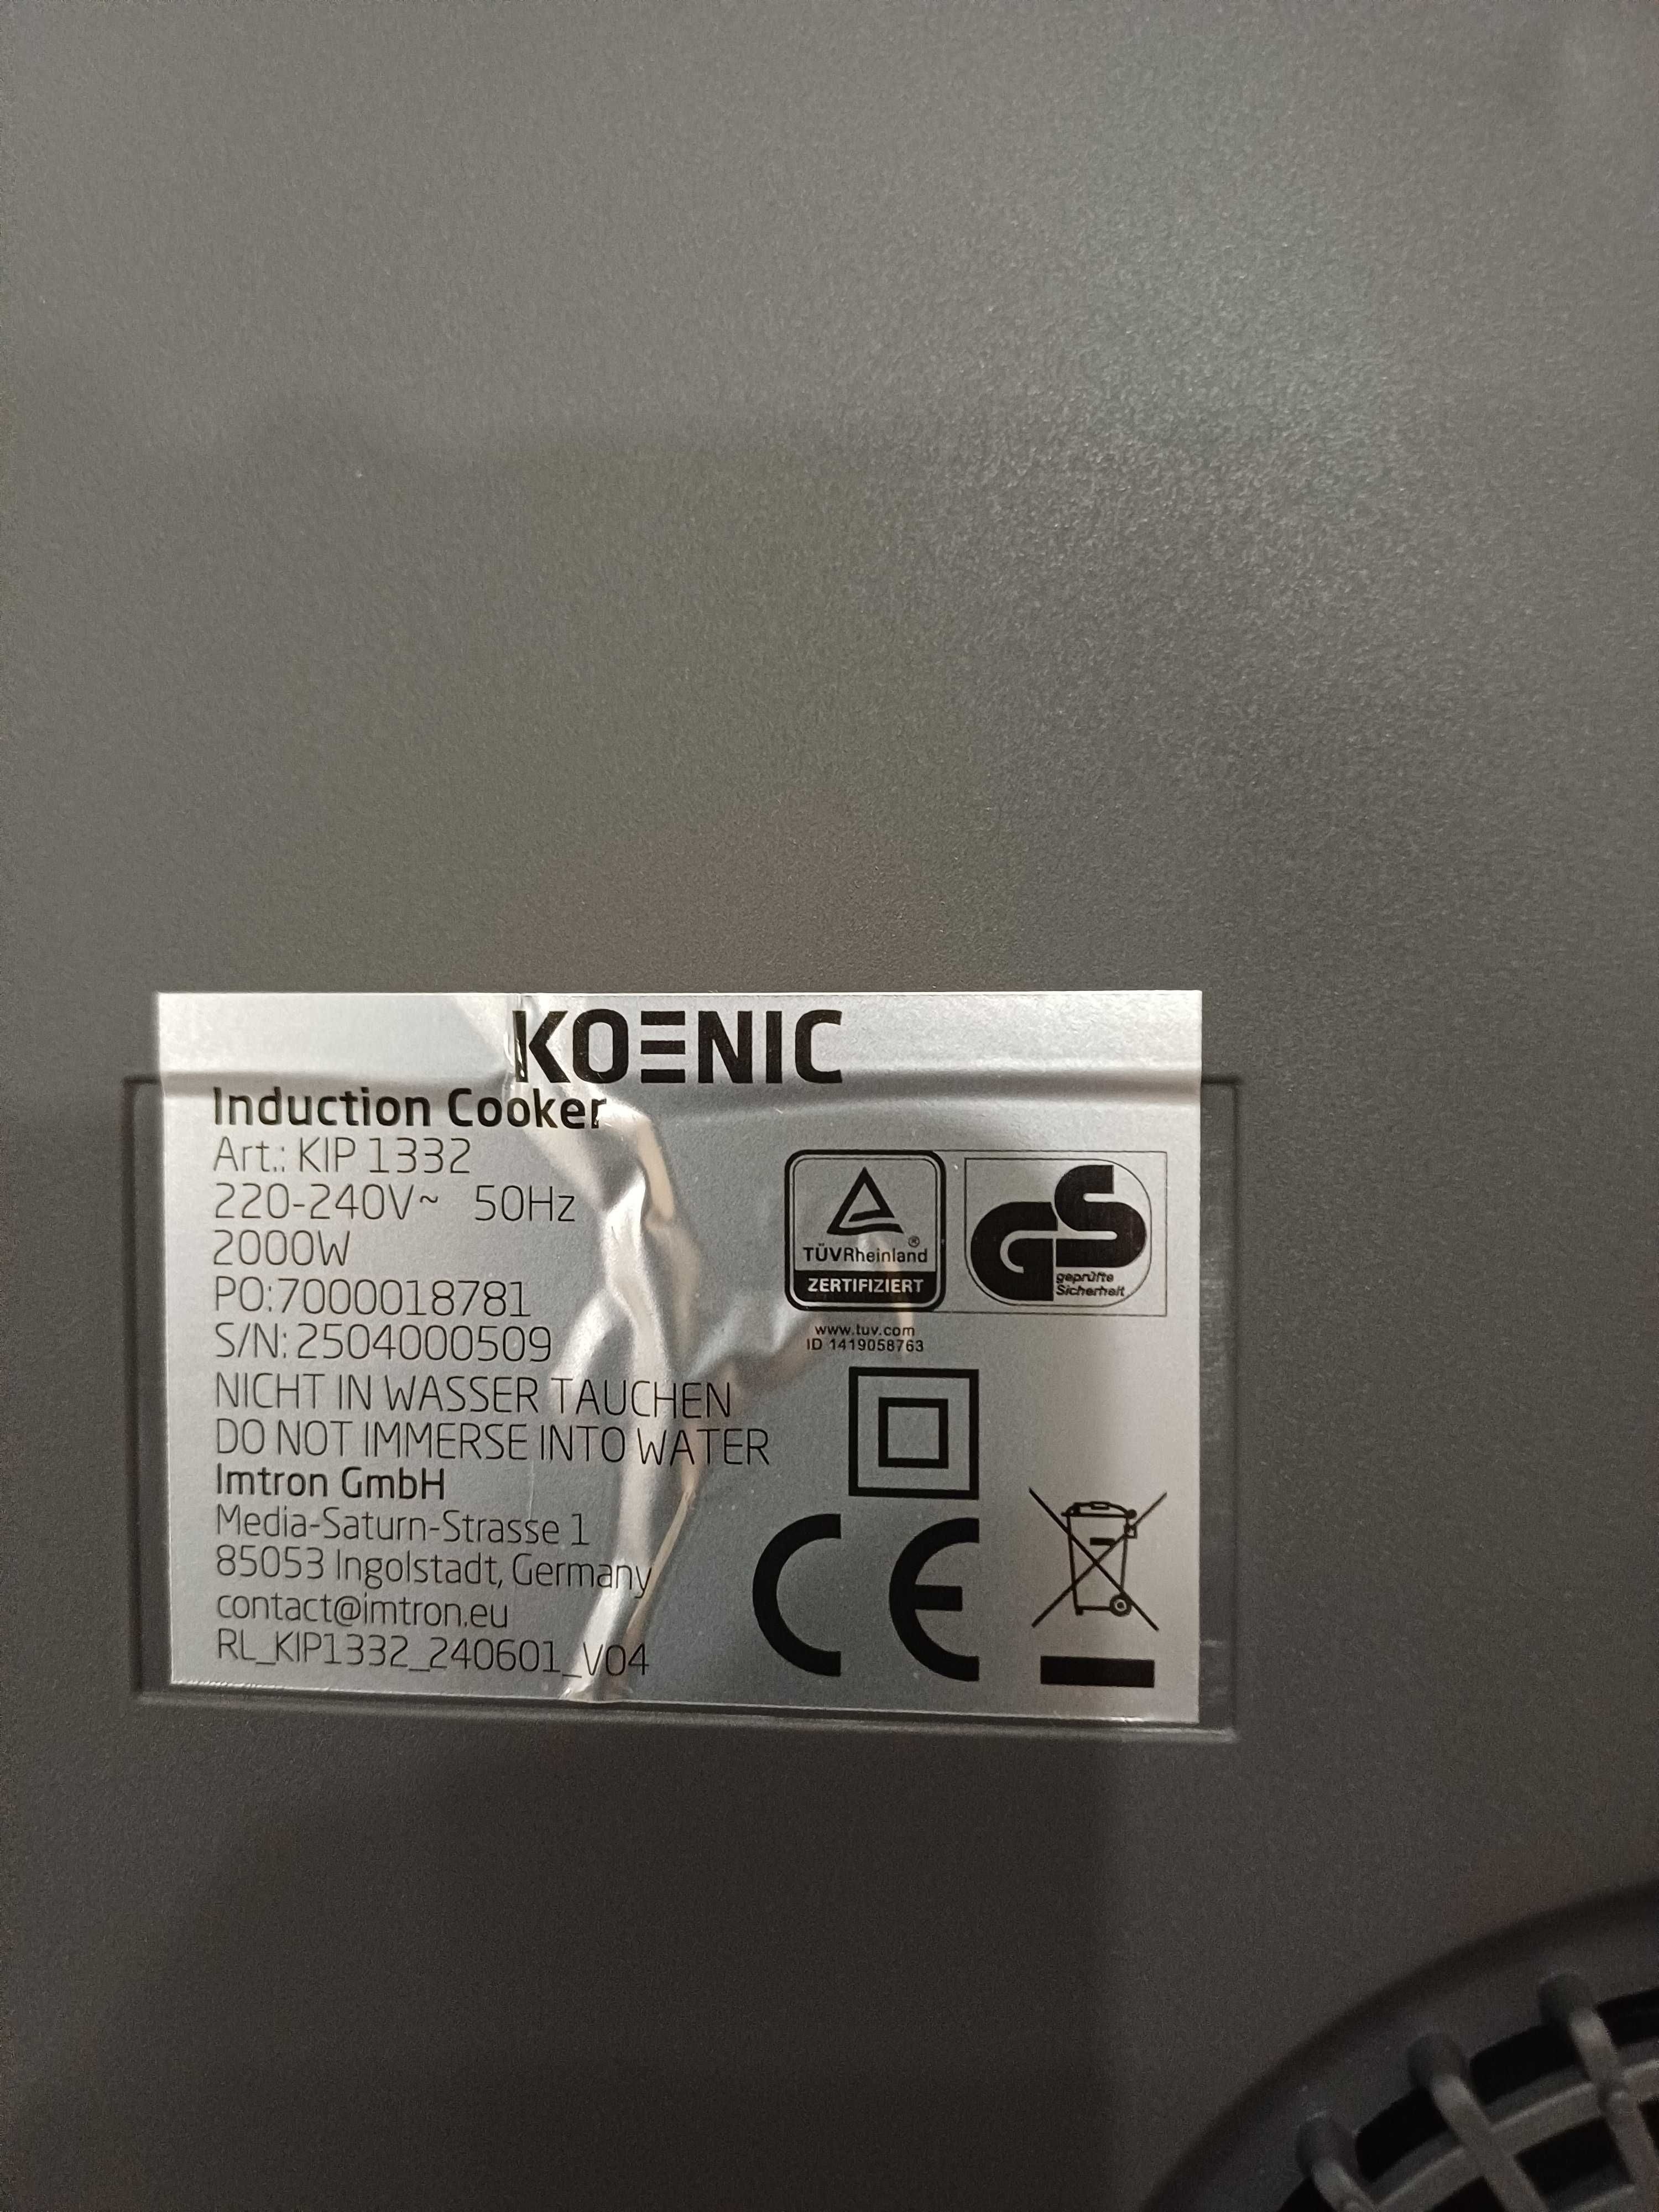 KOENIC
Induction Cooker
Art.: KIP 1332
220-240V~ 50Hz
2000W
PO:7000018781
S/N: 2504000509
NICHT IN WASSER TAUCHEN
DO NOT IMMERSE INTO WATER
Imtron GmbH
Media-Saturn-Strasse 1
85053 Ingolstadt, Germany
contact@imtron.eu
RL_KIP1332_240601_V04
TÜVRheinland®
ZERTIFIZIERT
www.tuv.com
ID 1419058763
GS
geprüfte
Sicherheit
CE